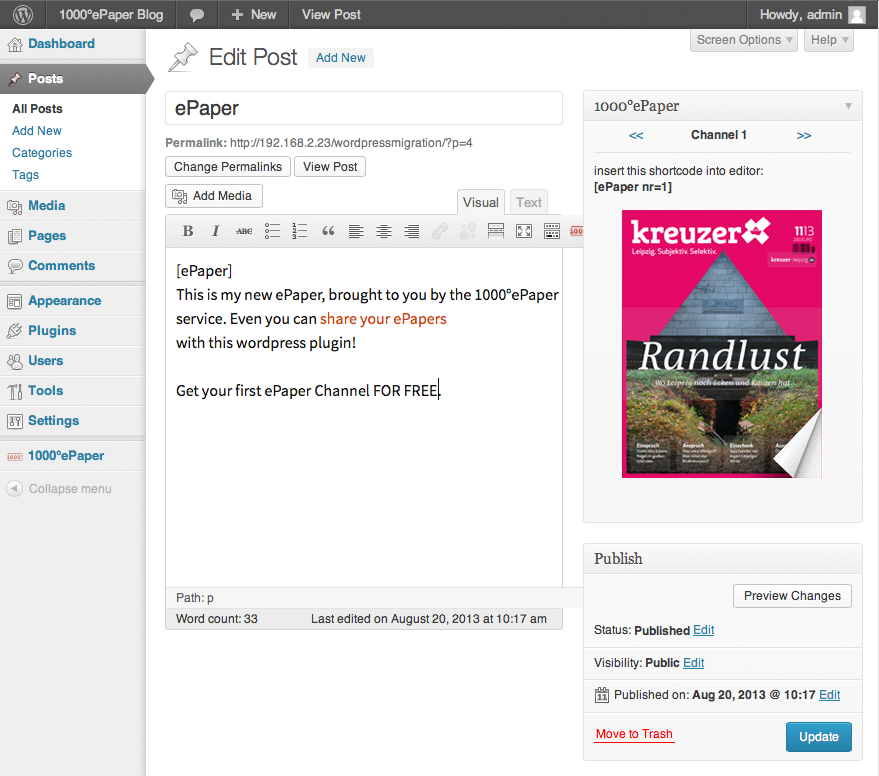 1000°ePaper Blog
New
View Post
Howdy, admin
Dashboard
Posts
All Posts
Add New
Categories
Tags
Media
Pages
Comments
Appearance
Plugins
Users
Tools
Settings
1000° 1000°ePaper
Collapse menu
Screen Options
Help
Edit Post
Add New
ePaper
Permalink: http://192.168.2.23/wordpressmigration/?p=4
Change Permalinks
View Post
Add Media
Visual
Text
B I ABC
[ePaper]
This is my new ePaper, brought to you by the 1000°ePaper
service. Even you can share your ePapers
with this wordpress plugin!
Get your first ePaper Channel FOR FREE.
Path: p
Word count: 33
Last edited on August 20, 2013 at 10:17 am
1000°ePaper
<< Channel 1 >>
insert this shortcode into editor:
[ePaper nr=1]
kreuzer
1113
Leipzig. Subjektiv. Selektiv.
Randlust
Wo Leipzig noch Ecken und Kanten hat
Einspruch
Anspruch
Einschenk
Publish
Preview Changes
Status: Published Edit
Visibility: Public Edit
11 Published on: Aug 20, 2013 @ 10:17 Edit
Move to Trash
Update